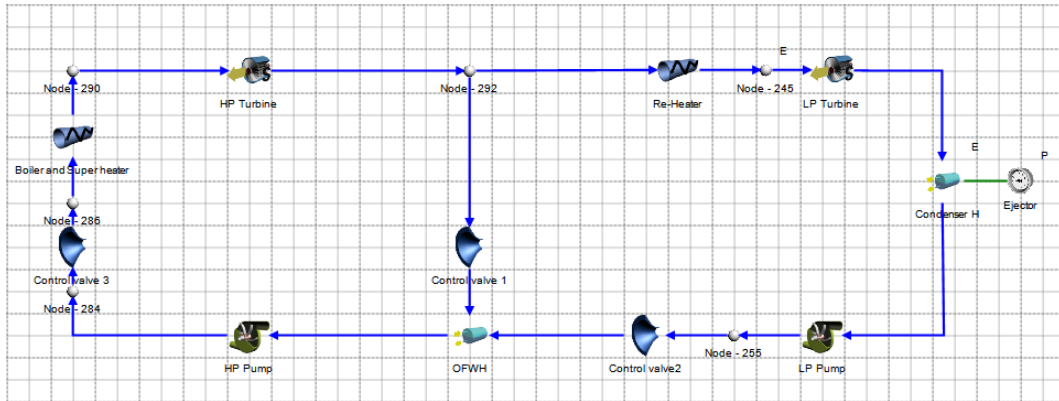 E
Node - 290
HP Turbine
Node - 292
Re-Heater
Node - 245
LP Turbine
E
P
Boiler and Super heater
Condenser H
Ejector
Node - 286
Control valve 3
Control valve 1
Node - 284
Node - 255
HP Pump
OFWH
Control valve2
LP Pump